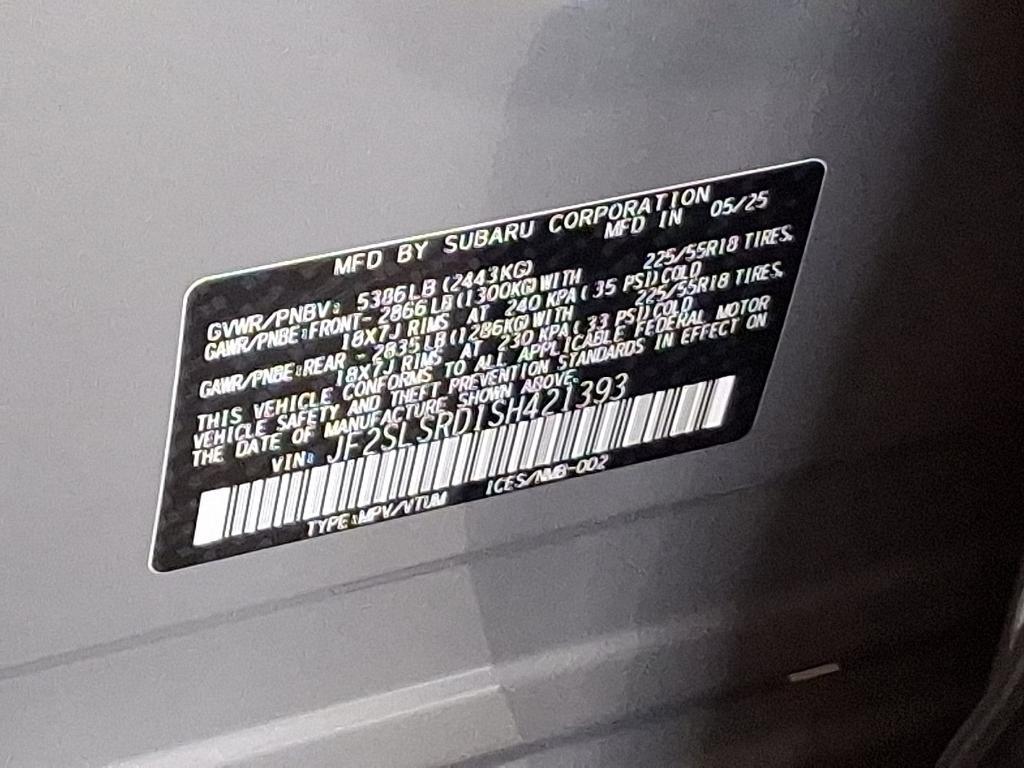 MFD BY SUBARU CORPORATION
MFD IN 05/25
GVWR/PNBV: 5386LB (2443KG)
GAWR/PNBE:FRONT- 2866LB(1300KG)WITH 225/55R18 TIRES,
18X7J RIMS AT 240 KPA( 35 PSI)COLD
GAWR/PNBE:REAR - 2835LB(1286KG)WITH 225/55R18 TIRES,
18X7J RIMS AT 230 KPA( 33 PSI)COLD
THIS VEHICLE CONFORMS TO ALL APPLICABLE FEDERAL MOTOR
VEHICLE SAFETY AND THEFT PREVENTION STANDARDS IN EFFECT ON
THE DATE OF MANUFACTURE SHOWN ABOVE.
VIN: JF2SLSRD1SH421393
TYPE:MPV/VTUM ICES/NMB-002